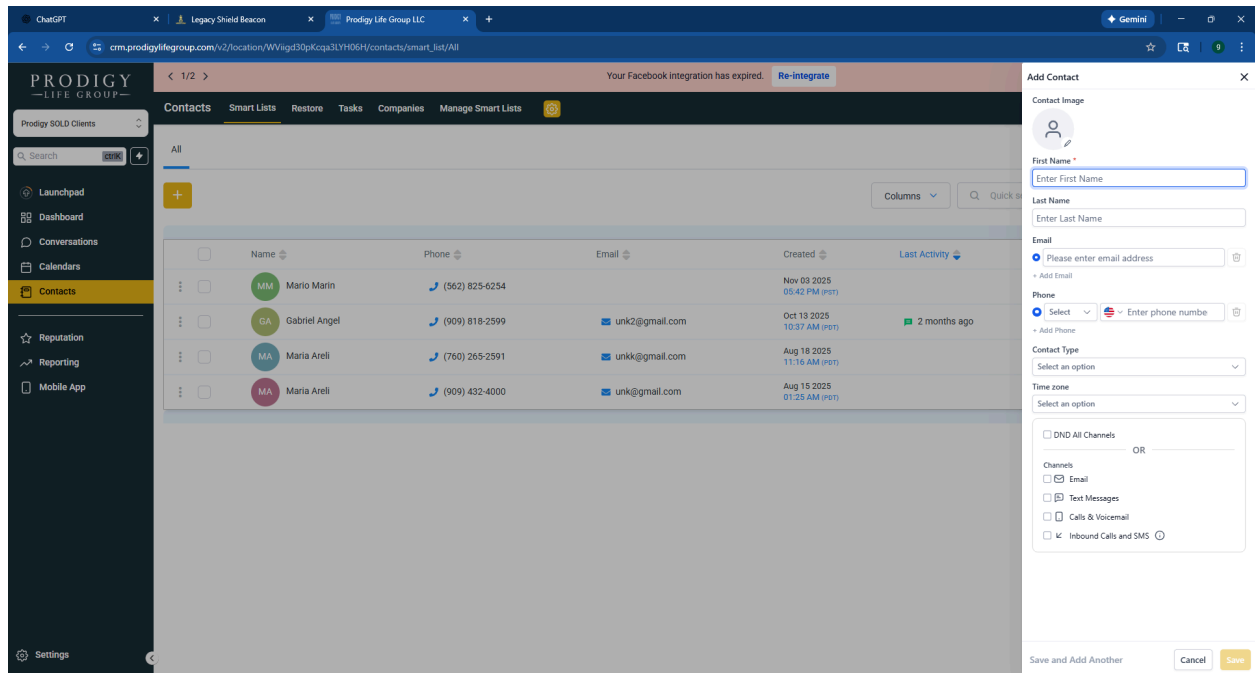 ChatGPT
Legacy Shield Beacon
Prodigy Life Group LLC
Gemini
crm.prodigylifegroup.com/v2/location/WViigd30pKcqa3LYH06H/contacts/smart_list/All
9
PRODIGY
LIFE GROUP
Prodigy SOLD Clients
Search
ctrlK
Launchpad
Dashboard
Conversations
Calendars
Contacts
Reputation
Reporting
Mobile App
Settings
1/2
Your Facebook integration has expired. Re-integrate
Contacts Smart Lists Restore Tasks Companies Manage Smart Lists
All
+
Columns Quick s
Name Phone Email Created Last Activity
MM Mario Marin (562) 825-6254 Nov 03 2025
05:42 PM (PST)
GA Gabriel Angel (909) 818-2599 unk2@gmail.com Oct 13 2025
10:37 AM (PDT) 2 months ago
MA Maria Areli (760) 265-2591 unkk@gmail.com Aug 18 2025
11:16 AM (PDT)
MA Maria Areli (909) 432-4000 unk@gmail.com Aug 15 2025
01:25 AM (PDT)
Add Contact
Contact Image
First Name *
Enter First Name
Last Name
Enter Last Name
Email
Please enter email address
+ Add Email
Phone
Select Enter phone numbe
+ Add Phone
Contact Type
Select an option
Time zone
Select an option
DND All Channels
OR
Channels
Email
Text Messages
Calls & Voicemail
Inbound Calls and SMS
Save and Add Another Cancel Save